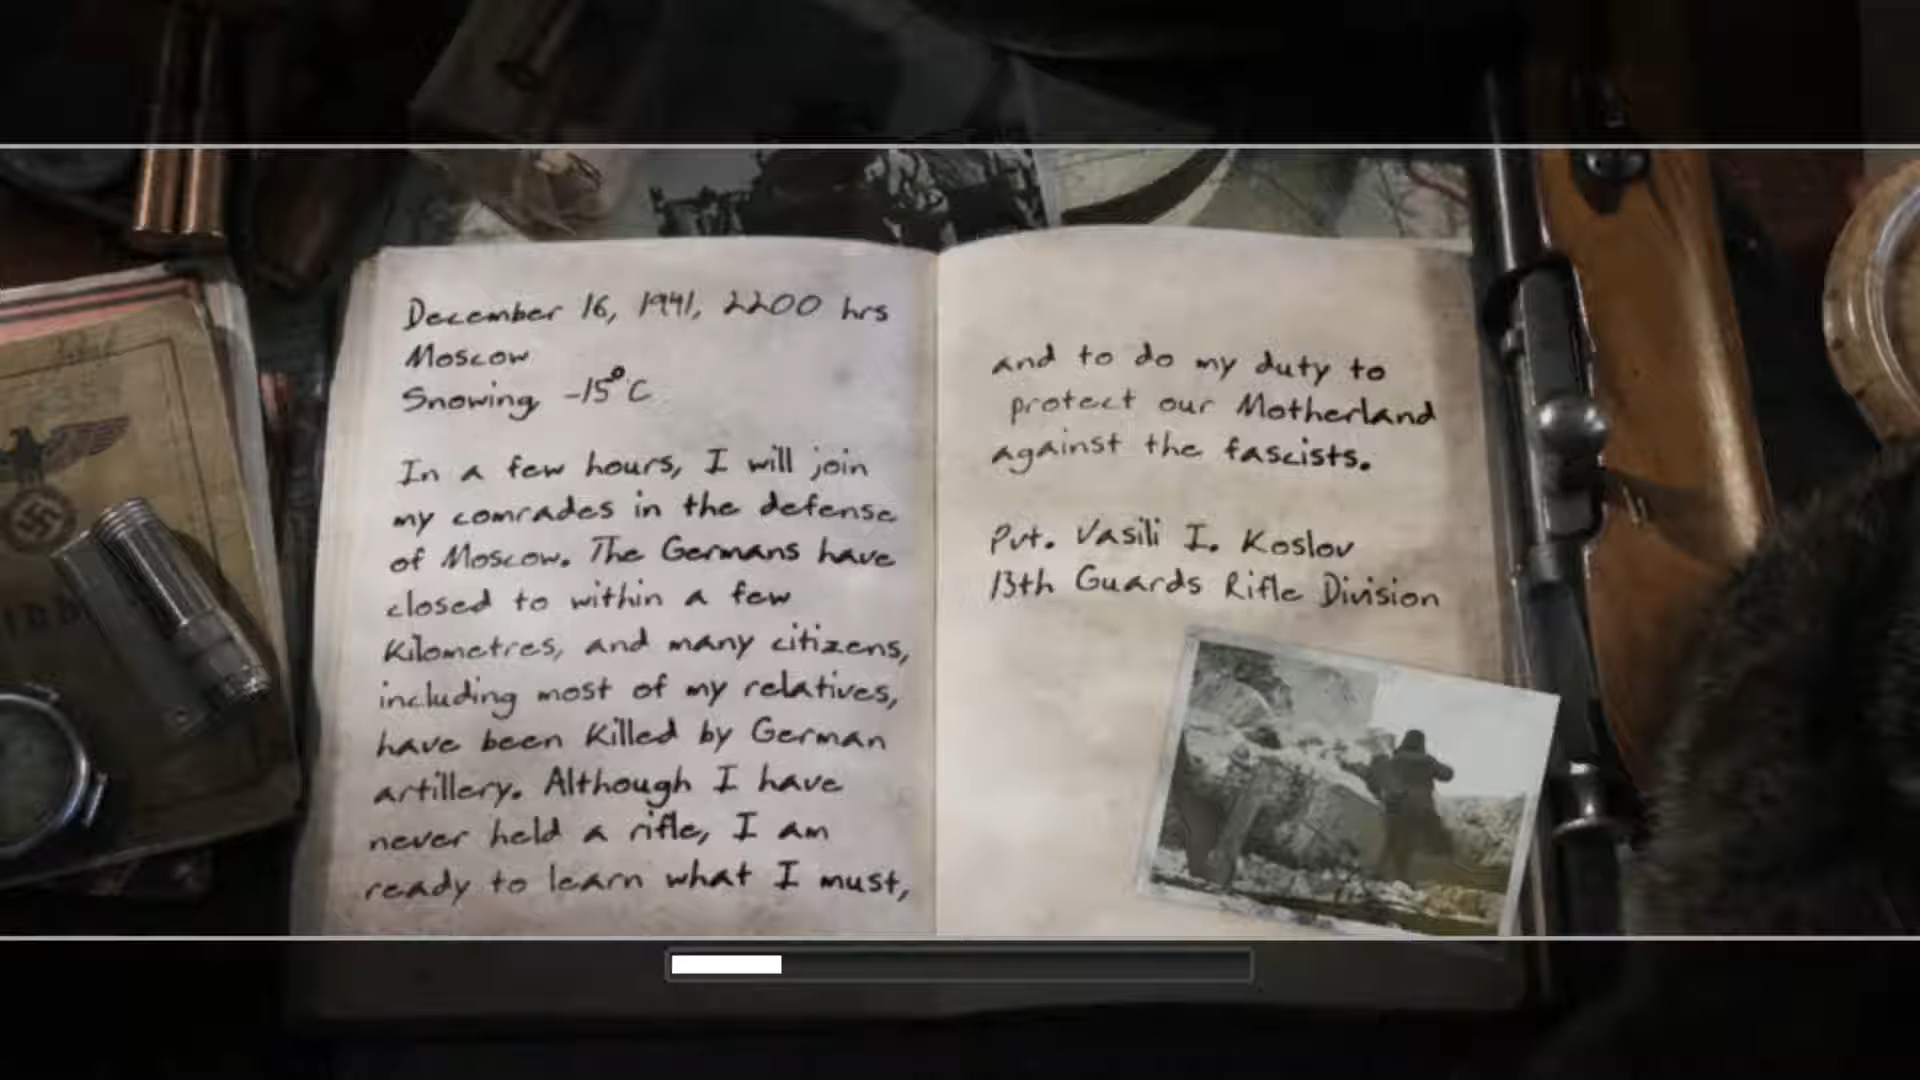 December 16, 1941, 2200 hrs
Moscow
Snowing -15°C
In a few hours, I will join
my comrades in the defense
of Moscow. The Germans have
closed to within a few
kilometres, and many citizens,
including most of my relatives,
have been killed by German
artillery. Although I have
never held a rifle, I am
ready to learn what I must,
and to do my duty to
protect our Motherland
against the fascists.
Pvt. Vasili I. Koslov
13th Guards Rifle Division